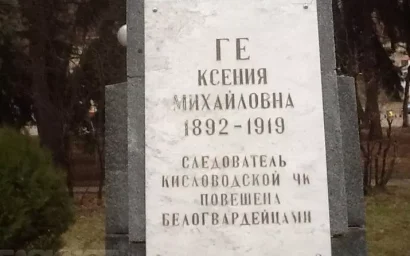 ГЕ
КСЕНИЯ
МИХАЙЛОВНА
1892-1919
СЛЕДОВАТЕЛЬ
КИСЛОВОДСКОЙ ЧК
ПОВЕШЕНА
БЕЛОГВАРДЕЙЦАМИ